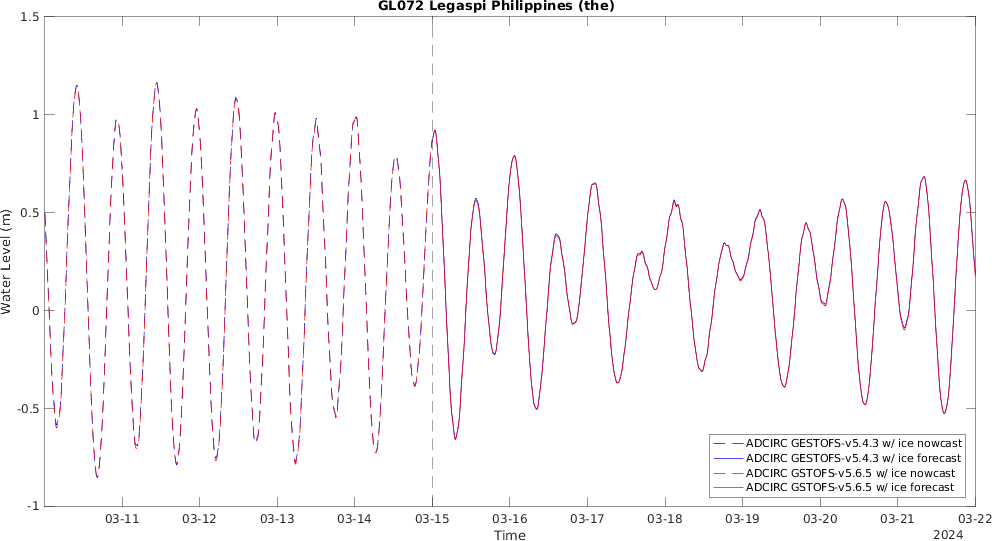 GL072 Legaspi Philippines (the)
1.5
1
0.5
0
-0.5
-1
Water Level (m)
03-11 03-12 03-13 03-14 03-15 03-16 03-17 03-18 03-19 03-20 03-21 03-22
Time
2024
ADCIRC GESTOFS-v5.4.3 w/ ice nowcast
ADCIRC GESTOFS-v5.4.3 w/ ice forecast
ADCIRC GSTOFS-v5.6.5 w/ ice nowcast
ADCIRC GSTOFS-v5.6.5 w/ ice forecast